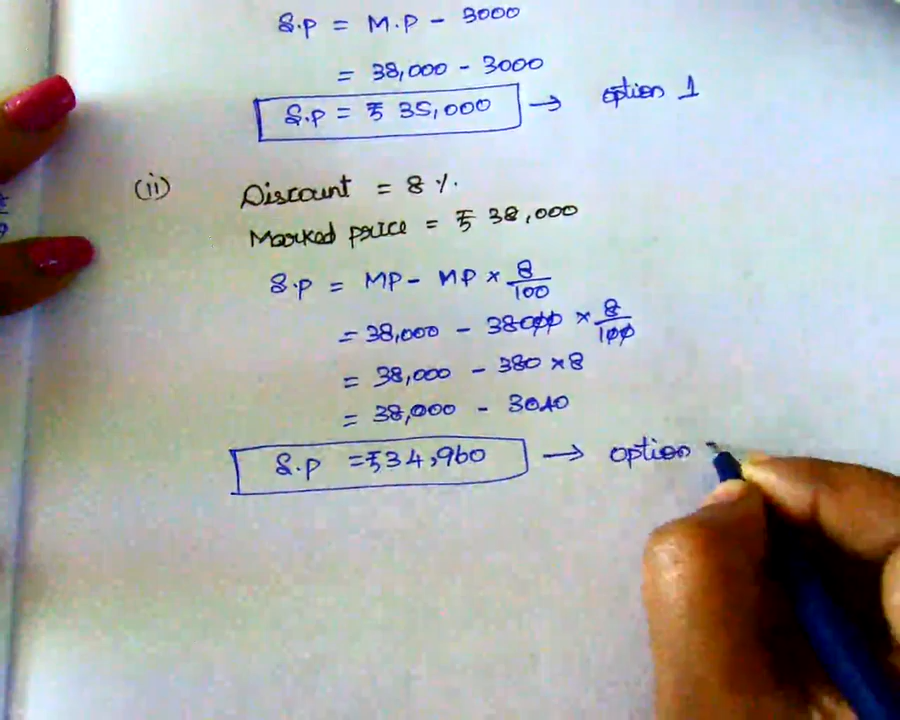 S.P = M.P - 3000
= 38,000 - 3000
S.P = ₹ 35,000 → option 1
(ii) Discount = 8 %.
Marked price = ₹ 38,000
S.P = MP - MP × 8/100
= 38,000 - 38000 × 8/100
= 38,000 - 380 × 8
= 38,000 - 3040
S.P = ₹34,960 → option